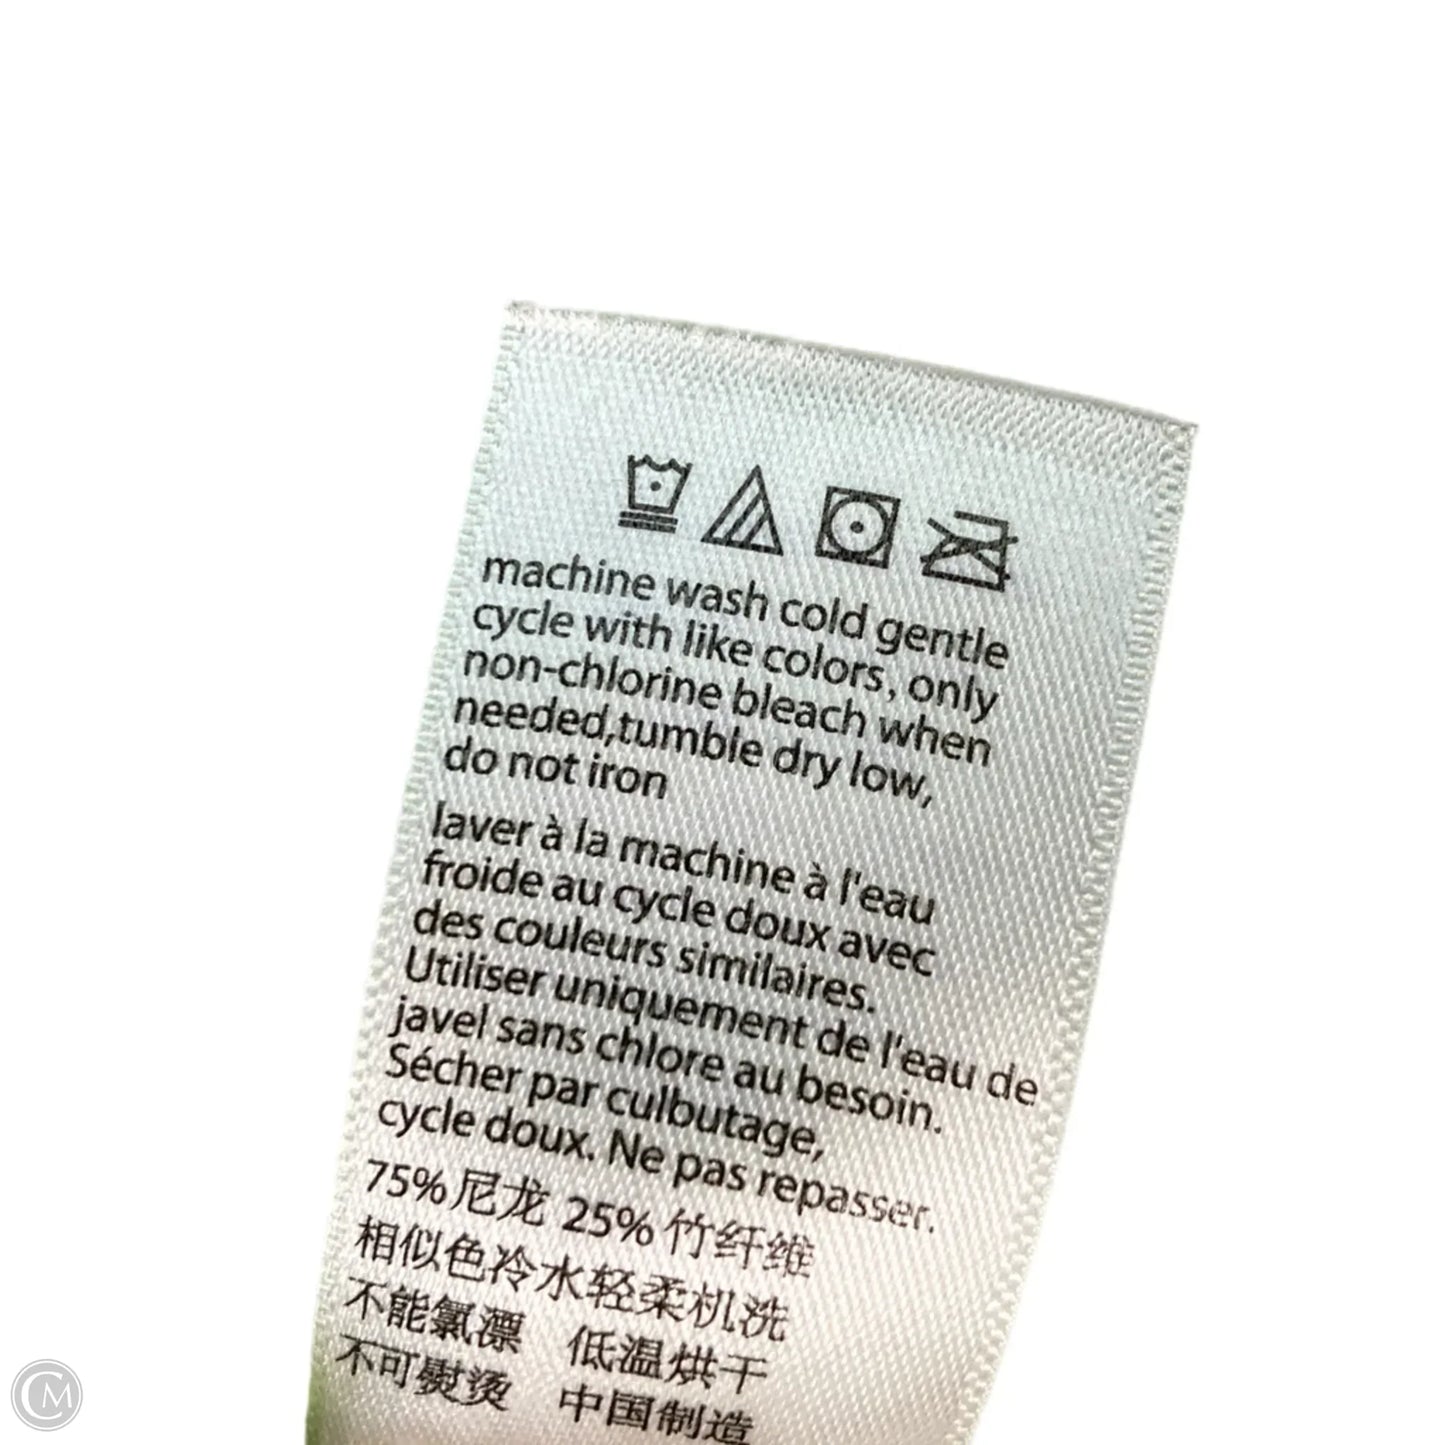 machine wash cold gentle
cycle with like colors, only
non-chlorine bleach when
needed,tumble dry low,
do not iron
laver à la machine à l'eau
froide au cycle doux avec
des couleurs similaires.
Utiliser uniquement de l'eau de
javel sans chlore au besoin.
Sécher par culbutage,
cycle doux. Ne pas repasser.
75%尼龙 25%竹纤维
相似色冷水轻柔机洗
不能氯漂 低温烘干
不可熨烫 中国制造
CM